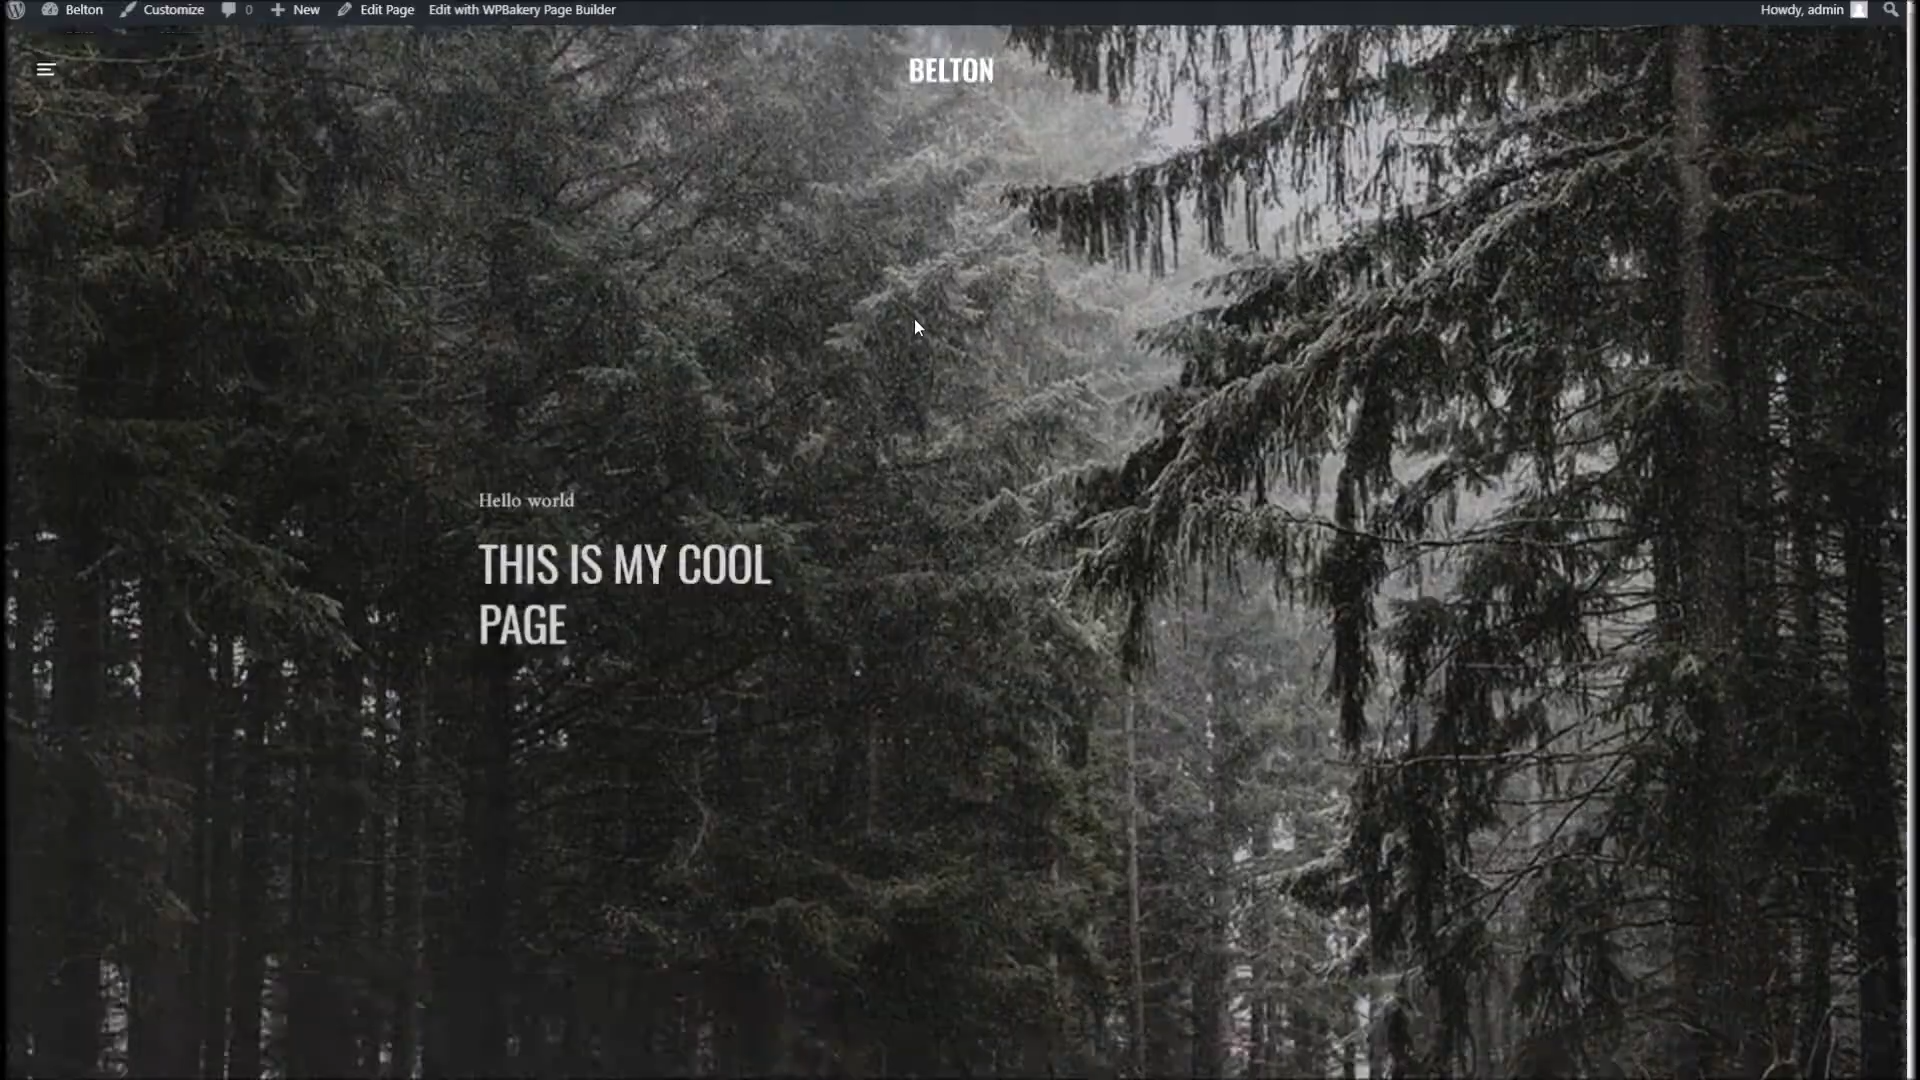 Belton Customize 0 New Edit Page Edit with WPBakery Page Builder Howdy, admin
BELTON
Hello world
THIS IS MY COOL
PAGE